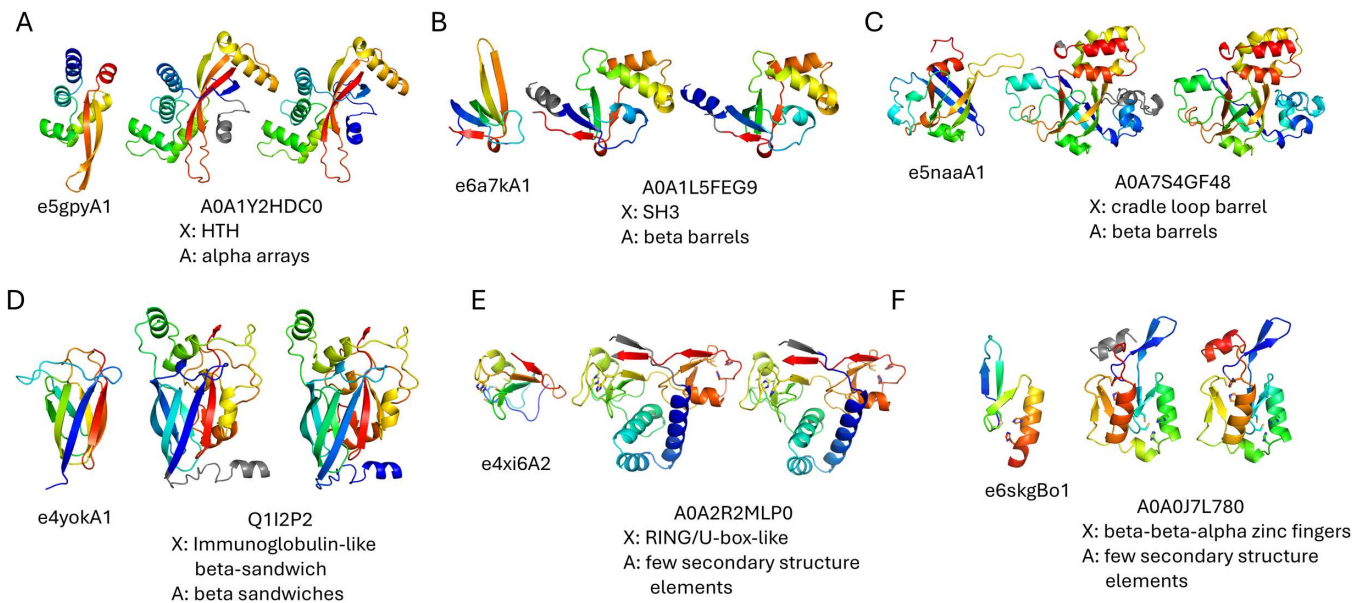 A
e5gpyA1
A0A1Y2HDC0
X: HTH
A: alpha arrays
B
e6a7kA1
A0A1L5FEG9
X: SH3
A: beta barrels
C
e5naaA1
A0A7S4GF48
X: cradle loop barrel
A: beta barrels
D
e4yokA1
Q1I2P2
X: Immunoglobulin-like
beta-sandwich
A: beta sandwiches
E
e4xi6A2
A0A2R2MLP0
X: RING/U-box-like
A: few secondary structure
elements
F
e6skgBo1
A0A0J7L780
X: beta-beta-alpha zinc fingers
A: few secondary structure
elements